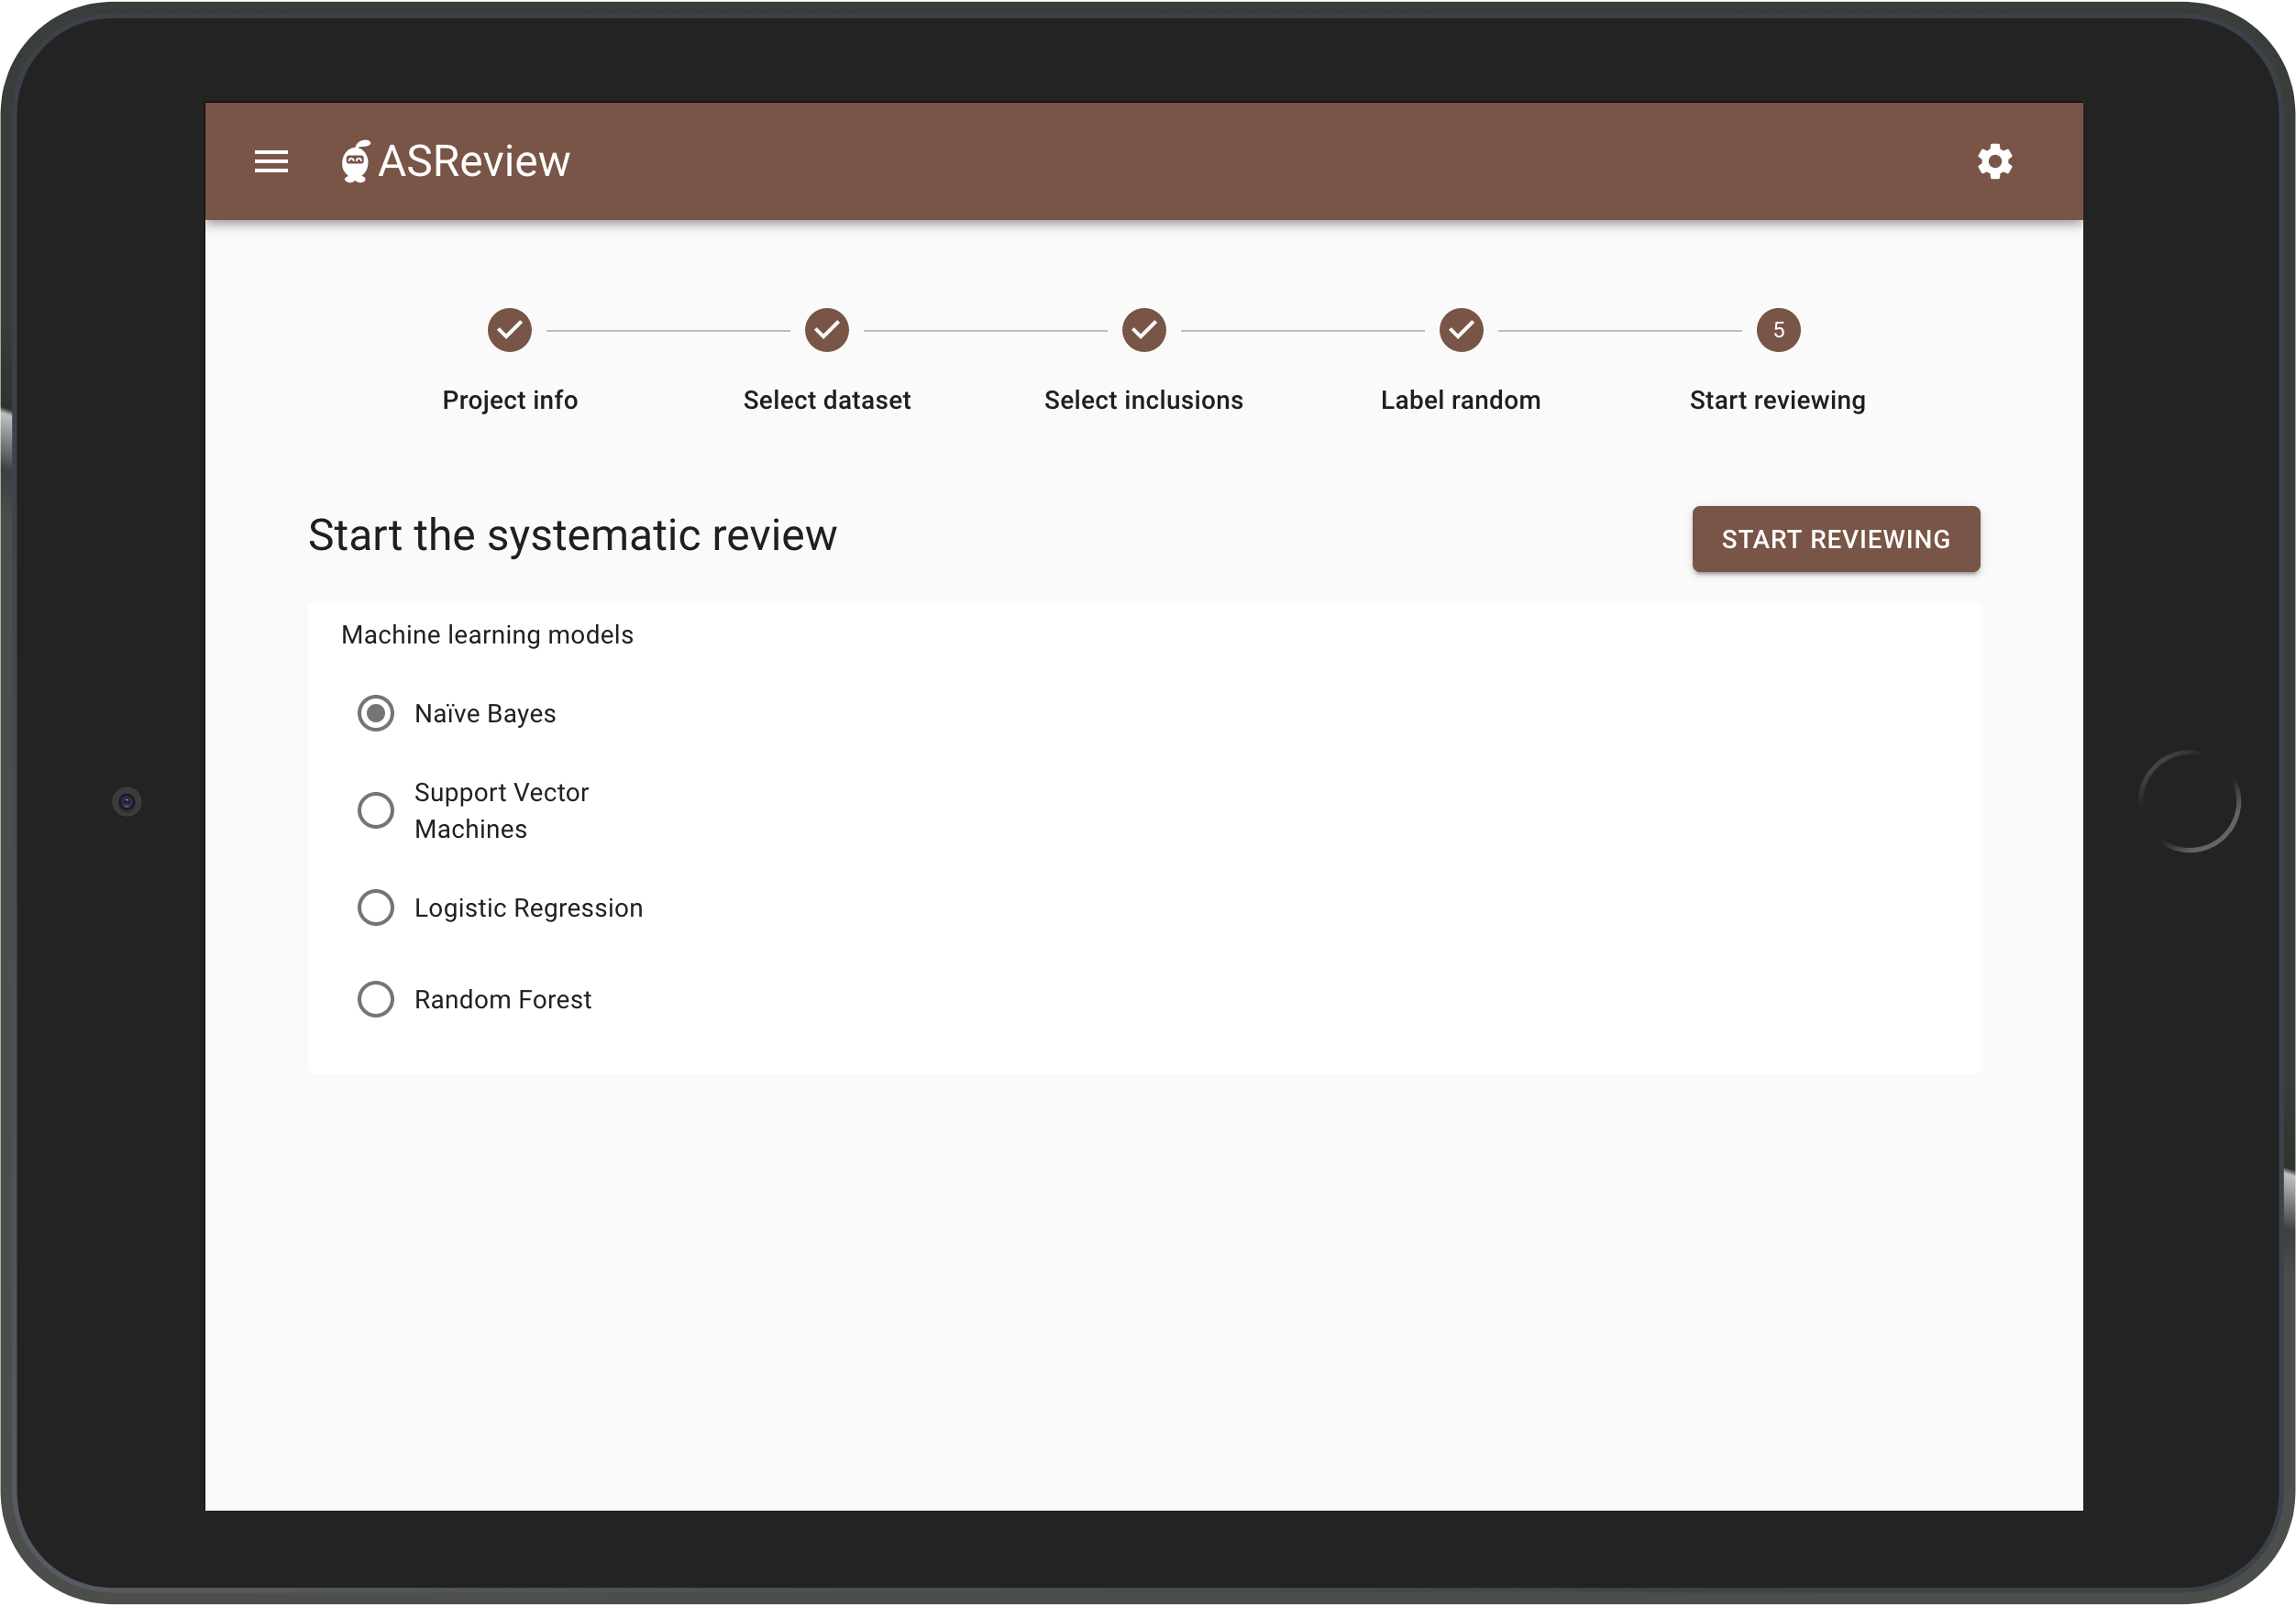 ASReview
5
Project info
Select dataset
Select inclusions
Label random
Start reviewing
Start the systematic review
START REVIEWING
Machine learning models
Naïve Bayes
Support Vector
Machines
Logistic Regression
Random Forest